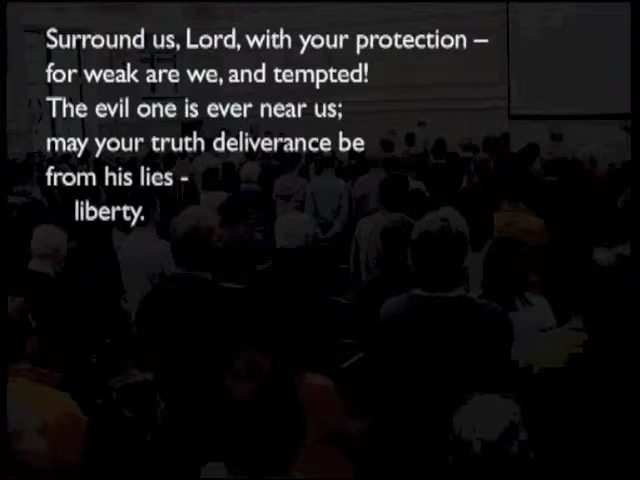 Surround us, Lord, with your protection –
for weak are we, and tempted!
The evil one is ever near us;
may your truth deliverance be
from his lies -
liberty.